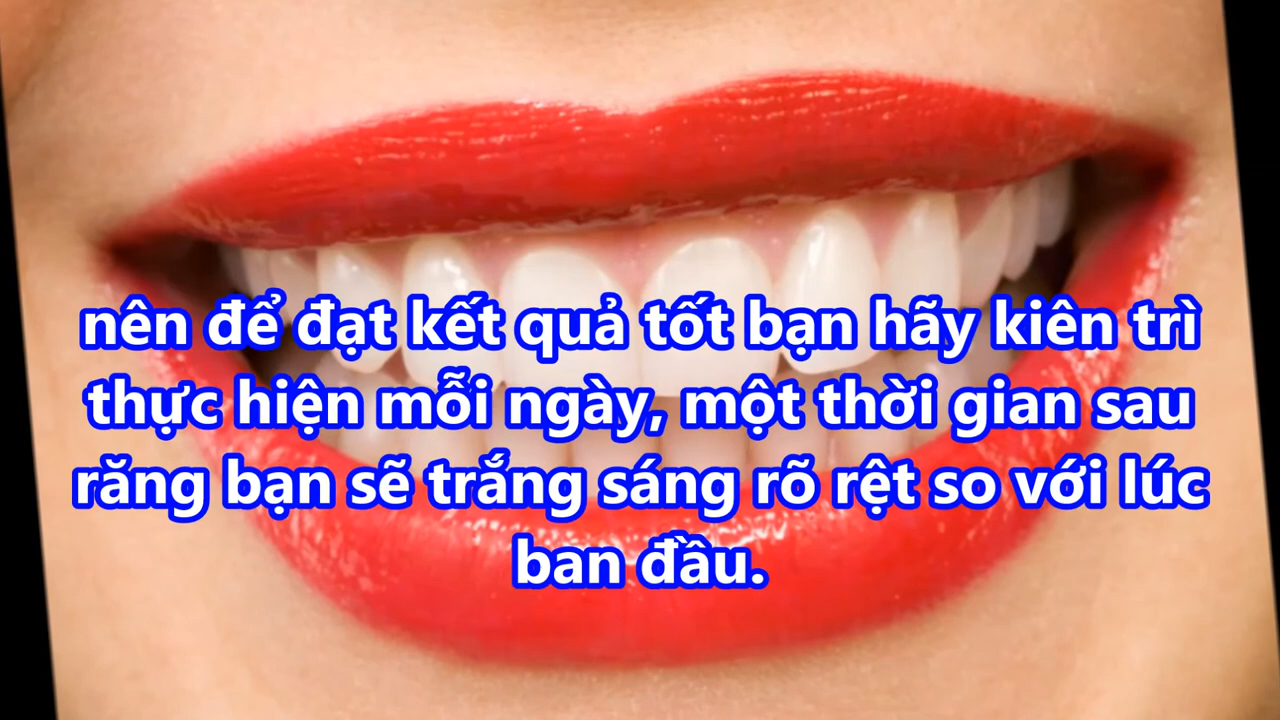 nên để đạt kết quả tốt bạn hãy kiên trì
thực hiện mỗi ngày, một thời gian sau
răng bạn sẽ trắng sáng rõ rệt so với lúc
ban đầu.